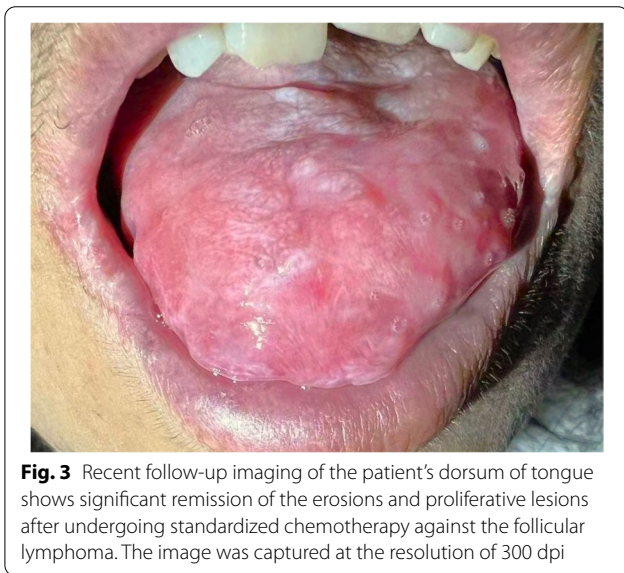 Fig. 3 Recent follow-up imaging of the patient's dorsum of tongue
shows significant remission of the erosions and proliferative lesions
after undergoing standardized chemotherapy against the follicular
lymphoma. The image was captured at the resolution of 300 dpi